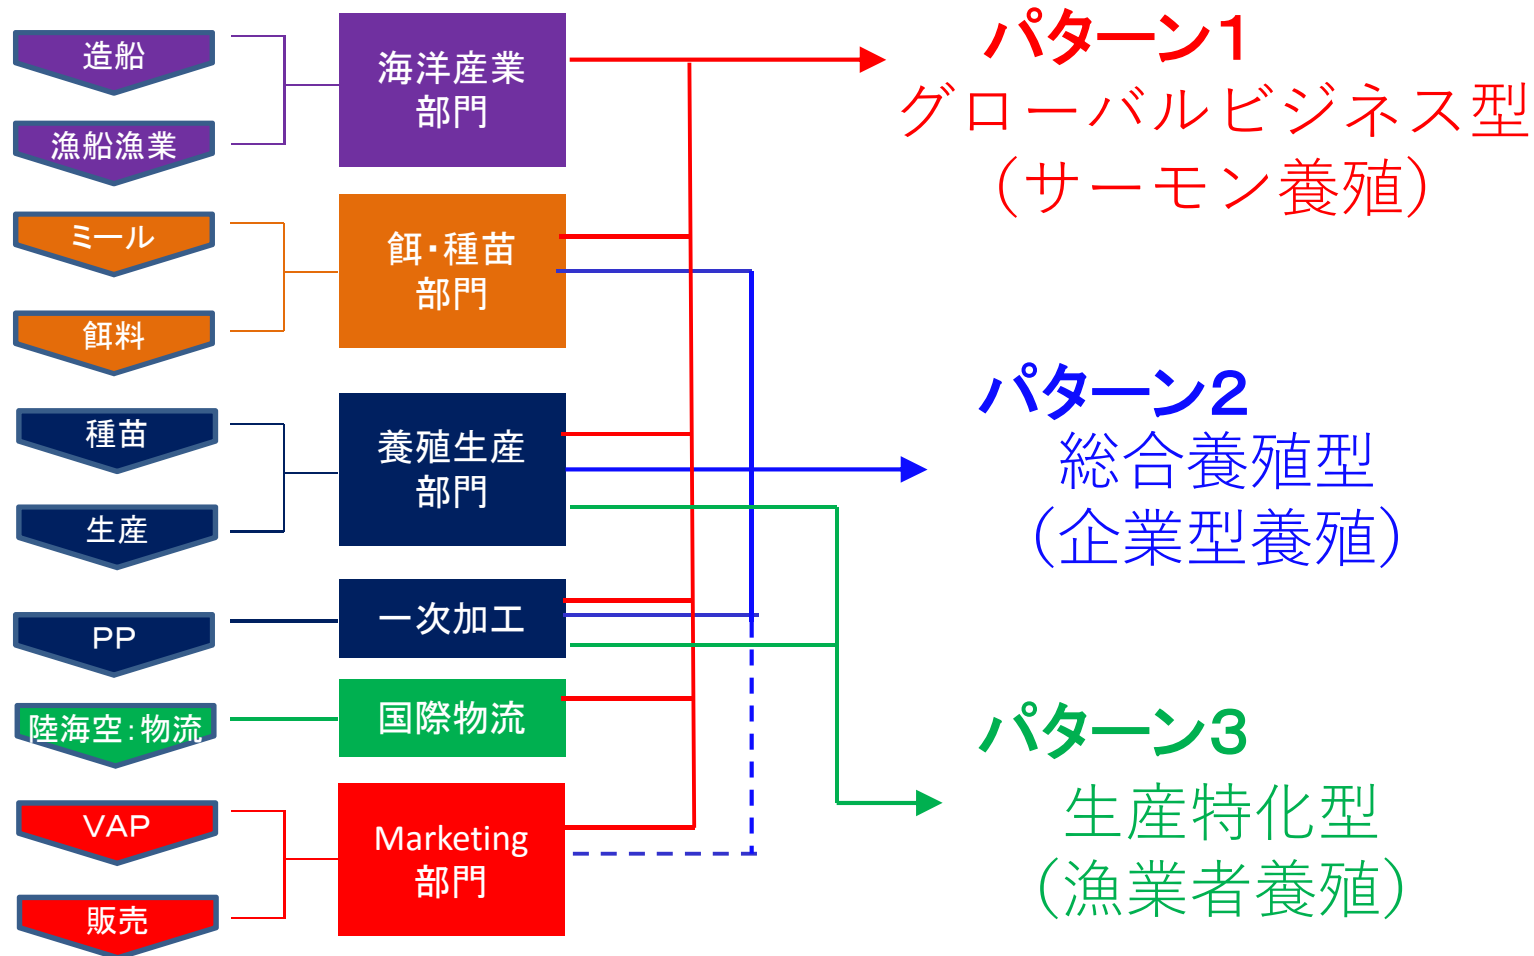 造船
漁船漁業
ミール
餌料
種苗
生産
PP
陸海空:物流
VAP
販売
海洋産業
部門
餌・種苗
部門
養殖生産
部門
一次加工
国際物流
Marketing
部門
パターン1
グローバルビジネス型
(サーモン養殖)
パターン2
総合養殖型
(企業型養殖)
パターン3
生産特化型
(漁業者養殖)